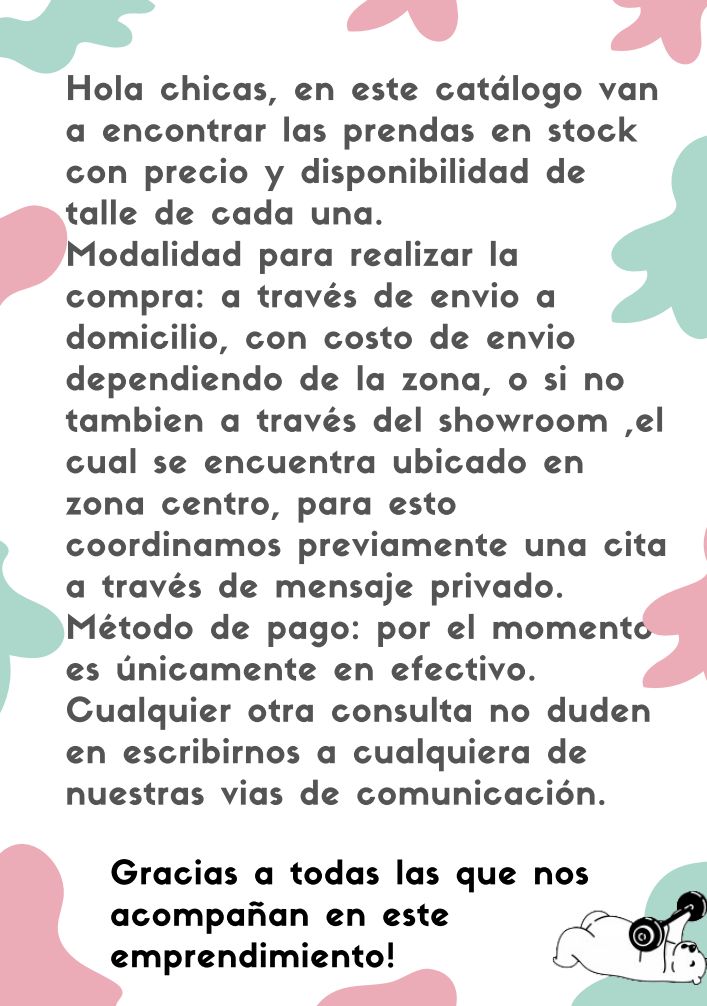 Hola chicas, en este catálogo van
a encontrar las prendas en stock
con precio y disponibilidad de
talle de cada una.
Modalidad para realizar la
compra: a través de envio a
domicilio, con costo de envio
dependiendo de la zona, o si no
tambien a través del showroom ,el
cual se encuentra ubicado en
zona centro, para esto
coordinamos previamente una cita
a través de mensaje privado.
Método de pago: por el momento
es únicamente en efectivo.
Cualquier otra consulta no duden
en escribirnos a cualquiera de
nuestras vias de comunicación.
Gracias a todas las que nos
acompañan en este
emprendimiento!